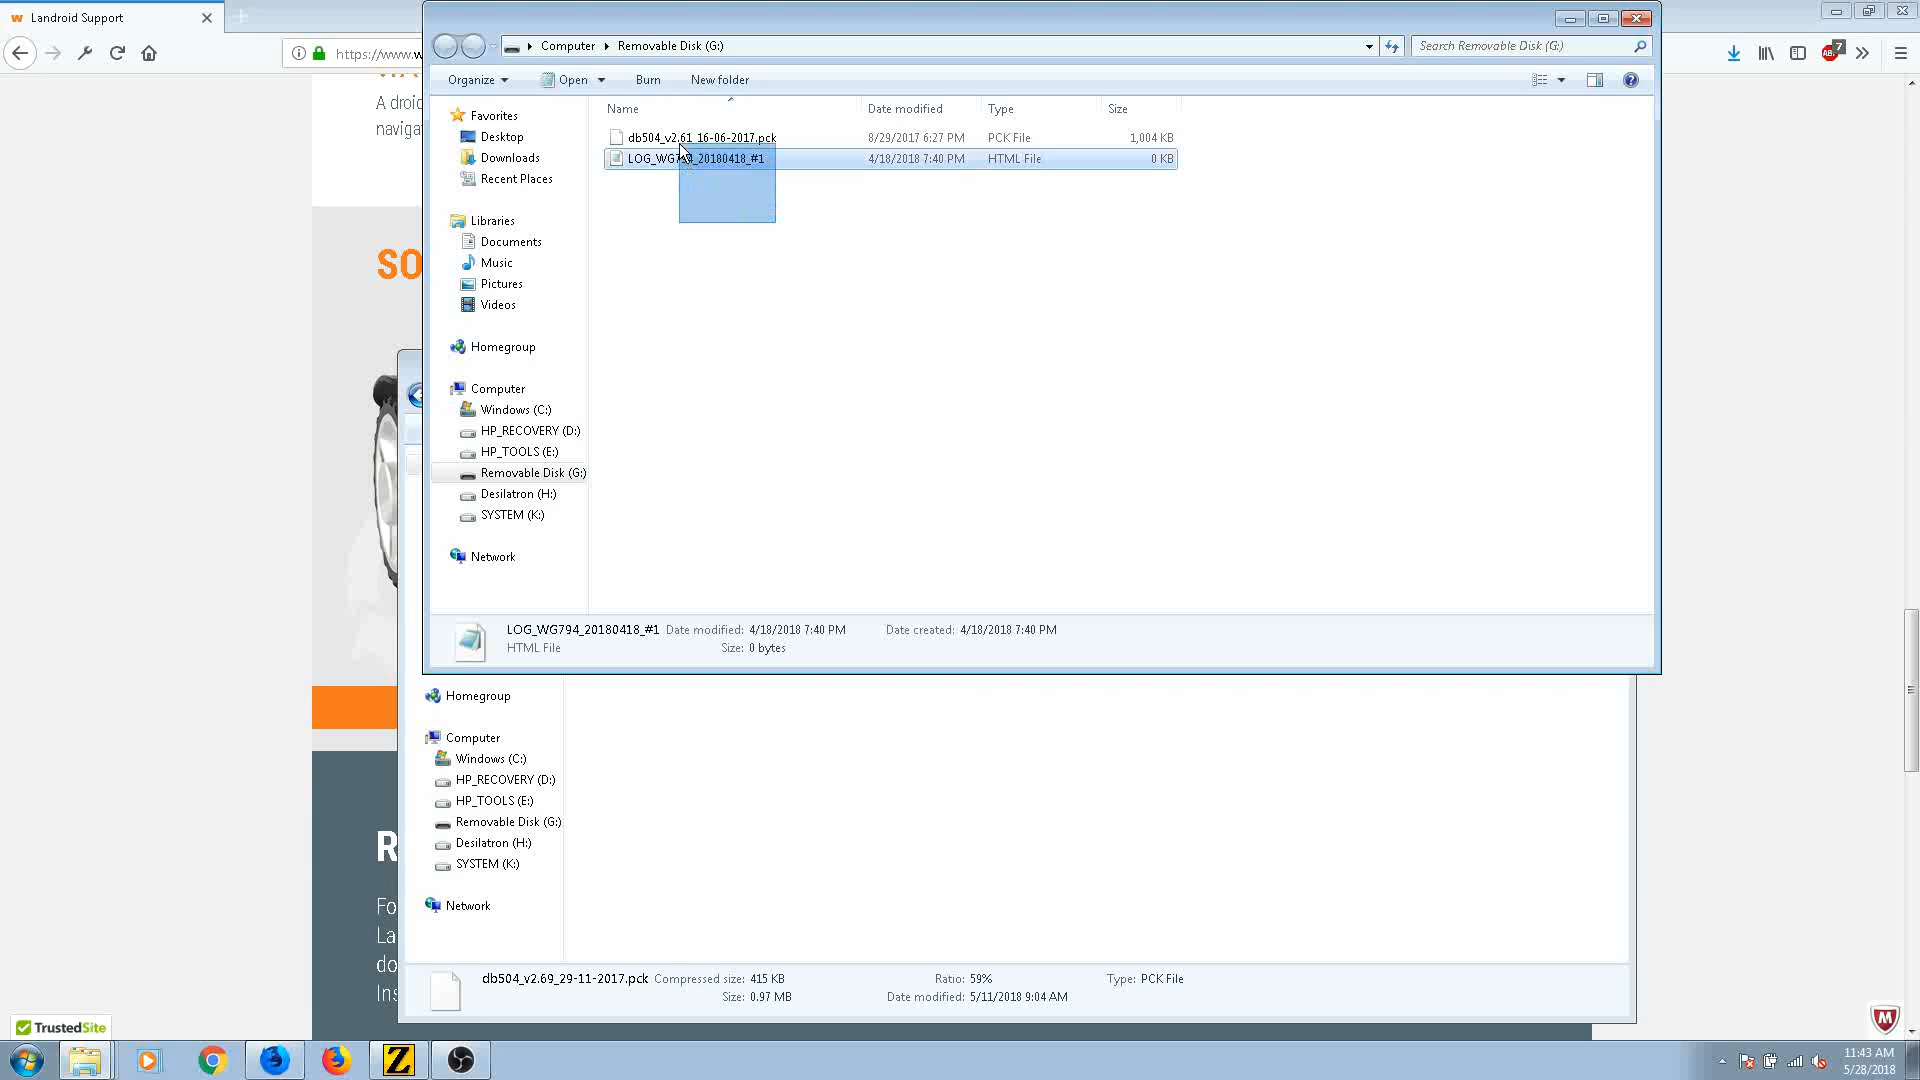 Landroid Support
https://www.w
Computer Removable Disk (G:)
Search Removable Disk (G:)
7
Organize Open Burn New folder
Name Date modified Type Size
db504_v2.61_16-06-2017.pck 8/29/2017 6:27 PM PCK File 1,004 KB
LOG_WG794_20180418_#1 4/18/2018 7:40 PM HTML File 0 KB
Favorites
Desktop
Downloads
Recent Places
Libraries
Documents
Music
Pictures
Videos
Homegroup
Computer
Windows (C:)
HP_RECOVERY (D:)
HP_TOOLS (E:)
Removable Disk (G:)
Desilatron (H:)
SYSTEM (K:)
Network
LOG_WG794_20180418_#1 Date modified: 4/18/2018 7:40 PM Date created: 4/18/2018 7:40 PM
HTML File Size: 0 bytes
A droid
navigat
SO
Homegroup
Computer
Windows (C:)
HP_RECOVERY (D:)
HP_TOOLS (E:)
Removable Disk (G:)
Desilatron (H:)
SYSTEM (K:)
Network
db504_v2.69_29-11-2017.pck Compressed size: 415 KB Ratio: 59% Type: PCK File
Size: 0.97 MB Date modified: 5/11/2018 9:04 AM
R
Fo
La
do
Ins
TrustedSite
11:43 AM
5/28/2018